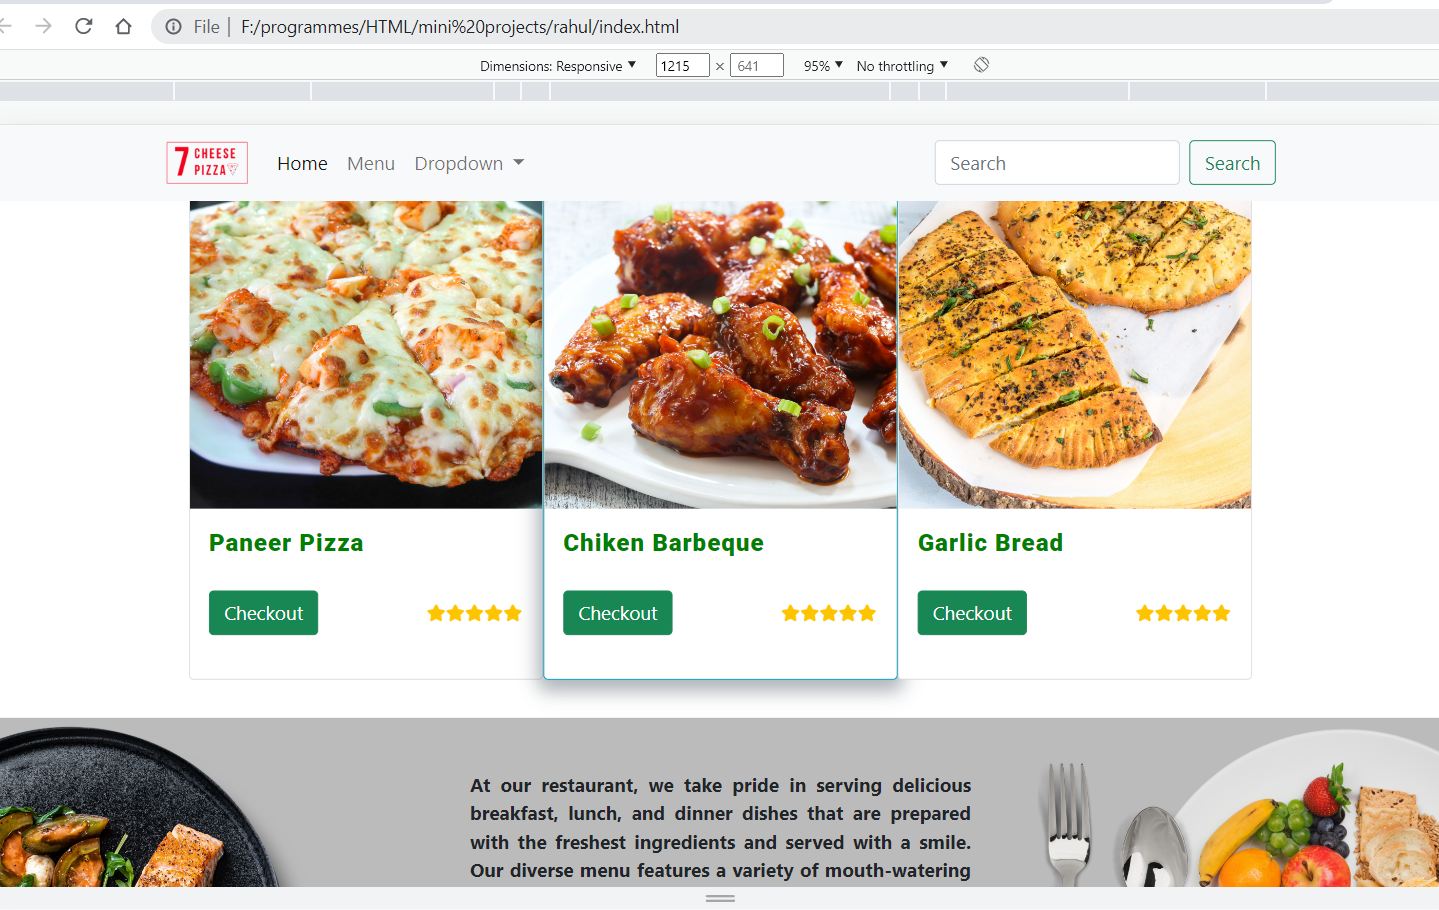 File | F:/programmes/HTML/mini%20projects/rahul/index.html
Dimensions: Responsive ▼ 1215 × 641 95% ▼ No throttling ▼
7 CHEESE PIZZA
Home Menu Dropdown
Search Search
Paneer Pizza
Chiken Barbeque
Garlic Bread
Checkout
Checkout
Checkout
At our restaurant, we take pride in serving delicious
breakfast, lunch, and dinner dishes that are prepared
with the freshest ingredients and served with a smile.
Our diverse menu features a variety of mouth-watering